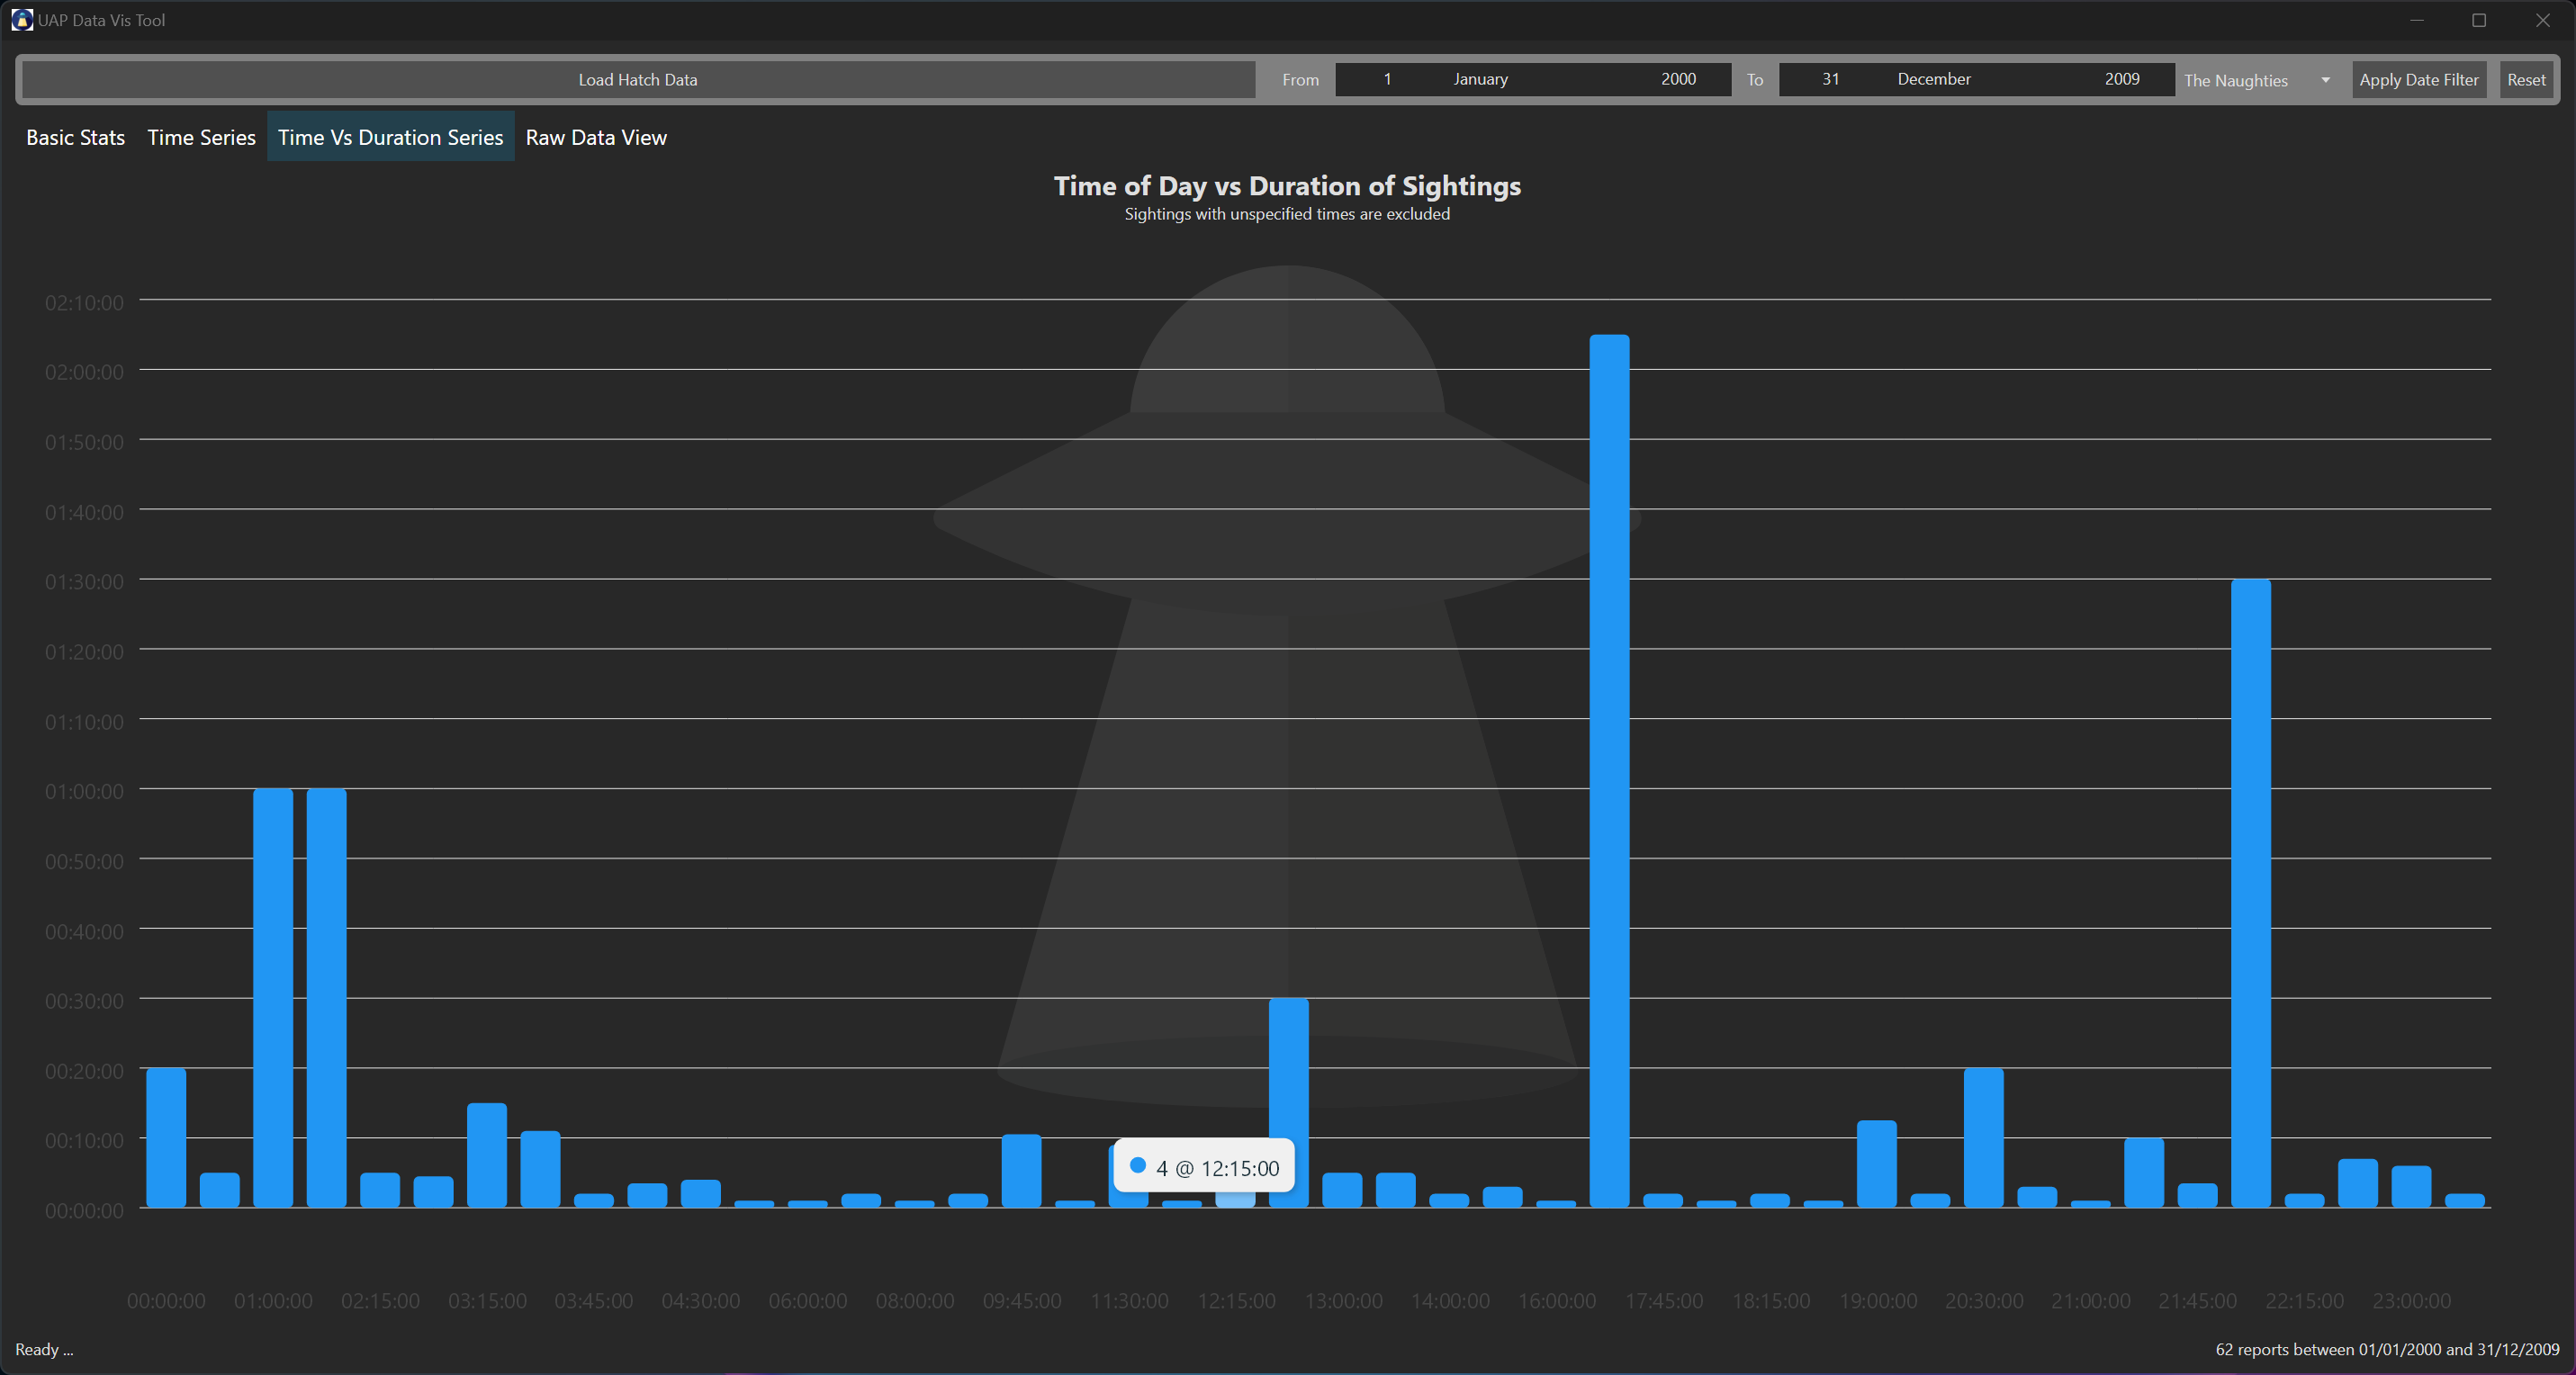 UAP Data Vis Tool
Load Hatch Data From 1 January 2000 To 31 December 2009 The Naughties Apply Date Filter Reset
Basic Stats Time Series Time Vs Duration Series Raw Data View
Time of Day vs Duration of Sightings
Sightings with unspecified times are excluded
02:10:00
02:00:00
01:50:00
01:40:00
01:30:00
01:20:00
01:10:00
01:00:00
00:50:00
00:40:00
00:30:00
00:20:00
00:10:00
4 @ 12:15:00
00:00:00
00:00:00 01:00:00 02:15:00 03:15:00 03:45:00 04:30:00 06:00:00 08:00:00 09:45:00 11:30:00 12:15:00 13:00:00 14:00:00 16:00:00 17:45:00 18:15:00 19:00:00 20:30:00 21:00:00 21:45:00 22:15:00 23:00:00
Ready ... 62 reports between 01/01/2000 and 31/12/2009